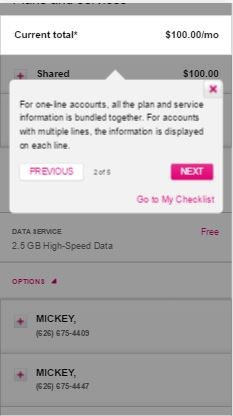 Current total* $100.00/mo
Shared $100.00
For one-line accounts, all the plan and service
information is bundled together. For accounts
with multiple lines, the information is displayed
on each line.
PREVIOUS 2 of 5 NEXT
Go to My Checklist
DATA SERVICE Free
2.5 GB High-Speed Data
OPTIONS
MICKEY,
(626) 675-4409
MICKEY,
(626) 675-4447